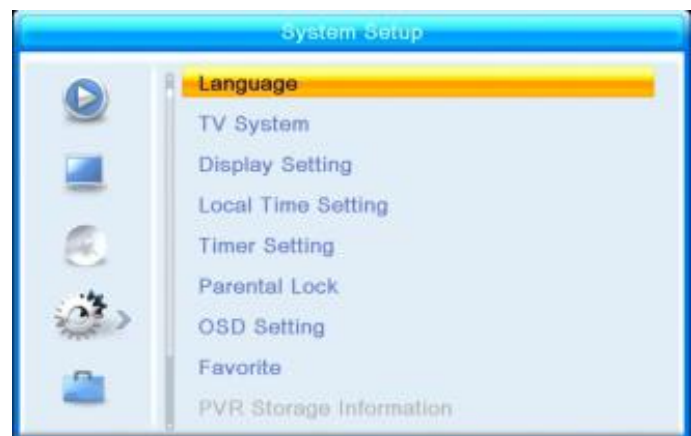 System Setup
Language
TV System
Display Setting
Local Time Setting
Timer Setting
Parental Lock
OSD Setting
Favorite
PVR Storage Information